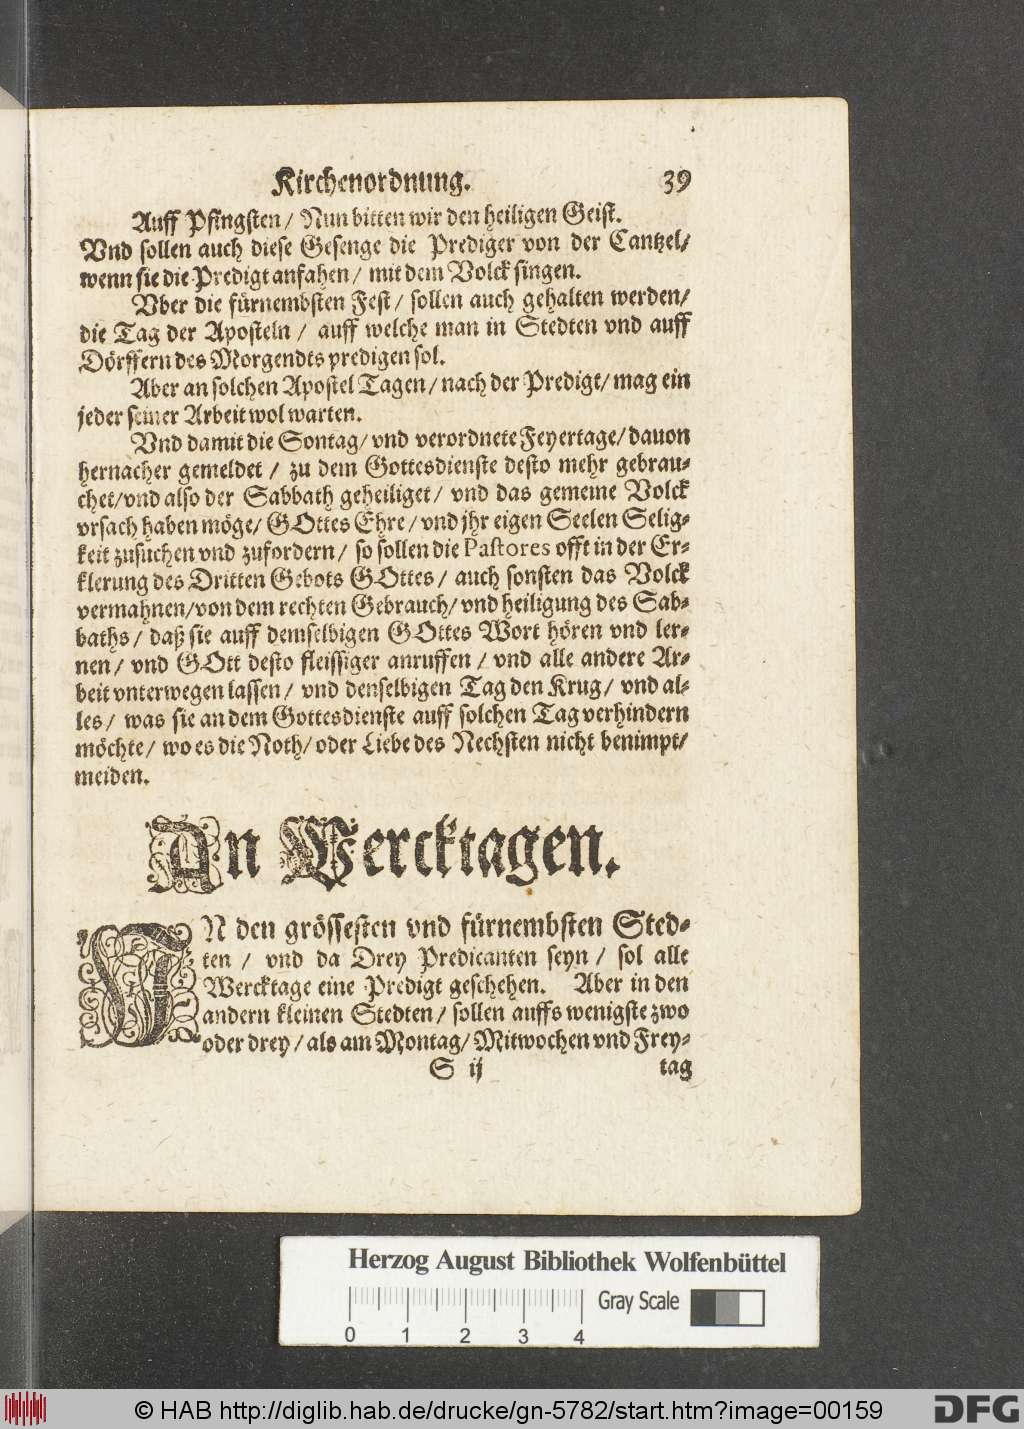 Kirchenordnung. 39
Auff Pfingsten / Nun bitten wir den heiligen Geist.
Vnd sollen auch diese Gesenge die Prediger von der Cantzel/
wenn sie die Predigt anfahen / mit dem Volck singen.
Vber die fürnembsten Fest / sollen auch gehalten werden/
die Tag der Aposteln / auff welche man in Stedten vnd auff
Dörffern des Morgendts predigen sol.
Aber an solchen Apostel Tagen / nach der Predigt / mag ein
jeder seiner Arbeit wol warten.
Vnd damit die Sontag / vnd verordnete Feyertage / dauon
hernacher gemeldet / zu dem Gottesdienste desto mehr gebrau-
chet / vnd also der Sabbath geheiliget / vnd das gemeine Volck
vrsach haben möge / GOttes Ehre / vnd jhr eigen Seelen Selig-
keit zusuchen vnd zufordern / so sollen die Pastores offt in der Er-
klerung des Dritten Gebots GOttes / auch sonsten das Volck
vermahnen / von dem rechten Gebrauch / vnd heiligung des Sab-
baths / daß sie auff demselbigen GOttes Wort hören vnd ler-
nen / vnd GOtt desto fleissiger anruffen / vnd alle andere Ar-
beit vnterwegen lassen / vnd denselbigen Tag den Krug / vnd al-
les / was sie an dem Gottesdienste auff solchen Tag verhindern
möchte / wo es die Noth / oder Liebe des Nechsten nicht benimpt/
meiden.
An Wercktagen.
IN den grössesten vnd fürnembsten Sted-
ten / vnd da Drey Predicanten seyn / sol alle
Wercktage eine Predigt geschehen. Aber in den
andern kleinen Stedten / sollen auffs wenigste zwo
oder drey / als am Montag / Mitwochen vnd Frey-
S ij tag
Herzog August Bibliothek Wolfenbüttel
Gray Scale
0 1 2 3 4
© HAB http://diglib.hab.de/drucke/gn-5782/start.htm?image=00159 DFG